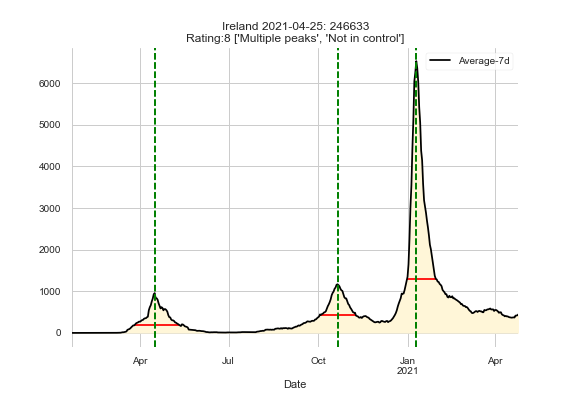 Ireland 2021-04-25: 246633
Rating:8 ['Multiple peaks', 'Not in control']
Average-7d
6000
5000
4000
3000
2000
1000
0
Apr
Jul
Oct
Jan
2021
Apr
Date